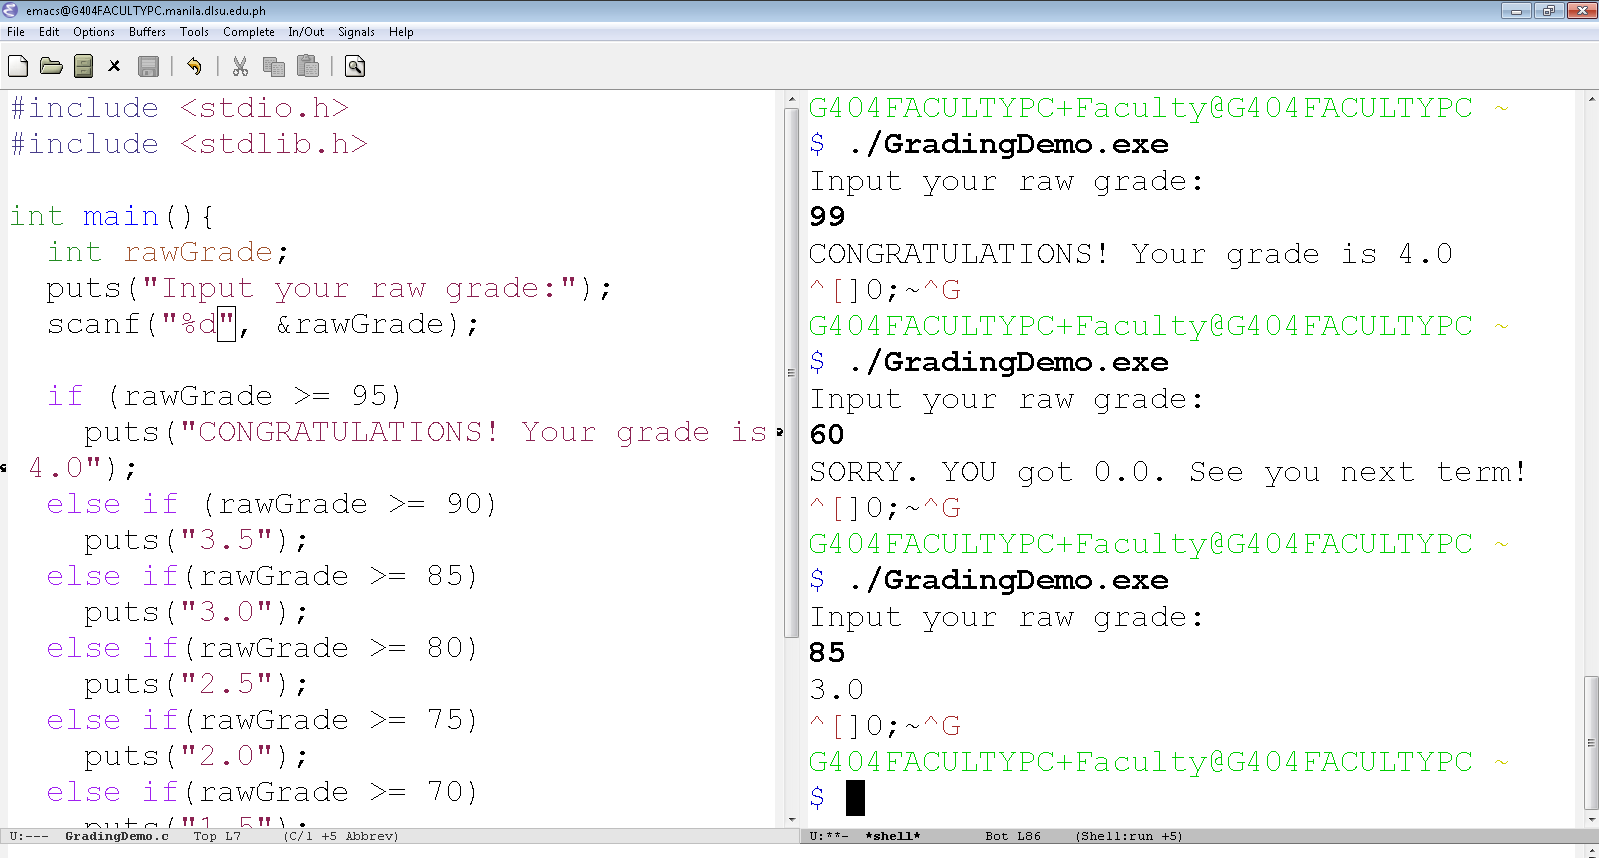 emacs@G404FACULTYPC.manila.dlsu.edu.ph
File Edit Options Buffers Tools Complete In/Out Signals Help
#include <stdio.h>
#include <stdlib.h>
int main(){
  int rawGrade;
  puts("Input your raw grade:");
  scanf("%d", &rawGrade);
  if (rawGrade >= 95)
    puts("CONGRATULATIONS! Your grade is
 4.0");
  else if (rawGrade >= 90)
    puts("3.5");
  else if(rawGrade >= 85)
    puts("3.0");
  else if(rawGrade >= 80)
    puts("2.5");
  else if(rawGrade >= 75)
    puts("2.0");
  else if(rawGrade >= 70)
    puts("1.5");
U:--- GradingDemo.c Top L7 (C/l +5 Abbrev)
G404FACULTYPC+Faculty@G404FACULTYPC ~
$ ./GradingDemo.exe
Input your raw grade:
99
CONGRATULATIONS! Your grade is 4.0
^[]0;~^G
G404FACULTYPC+Faculty@G404FACULTYPC ~
$ ./GradingDemo.exe
Input your raw grade:
60
SORRY. YOU got 0.0. See you next term!
^[]0;~^G
G404FACULTYPC+Faculty@G404FACULTYPC ~
$ ./GradingDemo.exe
Input your raw grade:
85
3.0
^[]0;~^G
G404FACULTYPC+Faculty@G404FACULTYPC ~
$
U:**- *shell* Bot L86 (Shell:run +5)